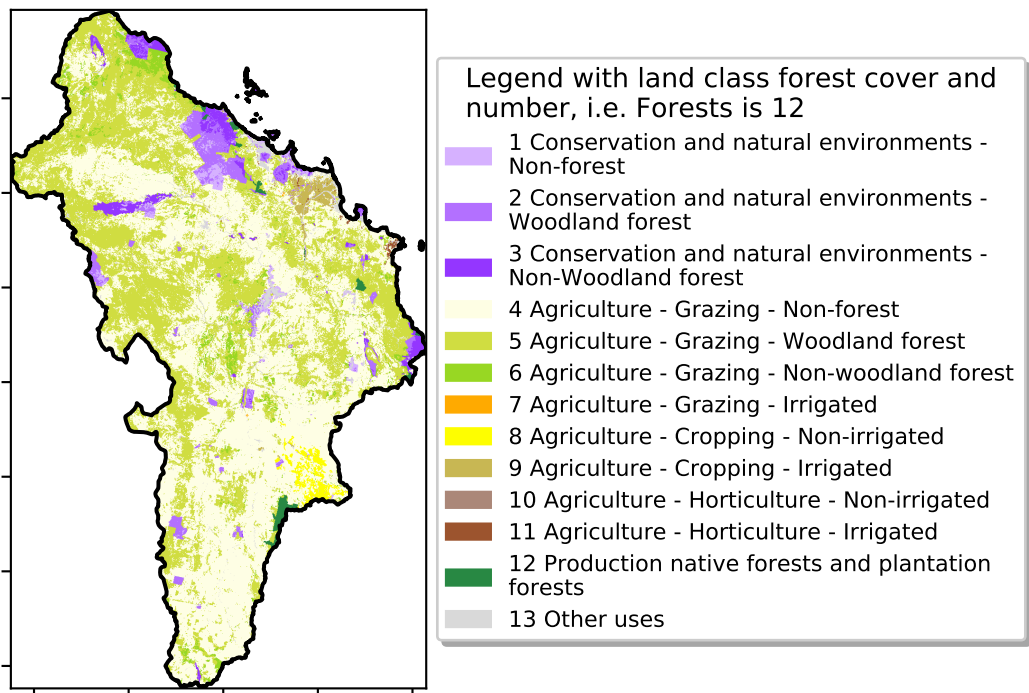 Legend with land class forest cover and
number, i.e. Forests is 12
1 Conservation and natural environments -
Non-forest
2 Conservation and natural environments -
Woodland forest
3 Conservation and natural environments -
Non-Woodland forest
4 Agriculture - Grazing - Non-forest
5 Agriculture - Grazing - Woodland forest
6 Agriculture - Grazing - Non-woodland forest
7 Agriculture - Grazing - Irrigated
8 Agriculture - Cropping - Non-irrigated
9 Agriculture - Cropping - Irrigated
10 Agriculture - Horticulture - Non-irrigated
11 Agriculture - Horticulture - Irrigated
12 Production native forests and plantation
forests
13 Other uses